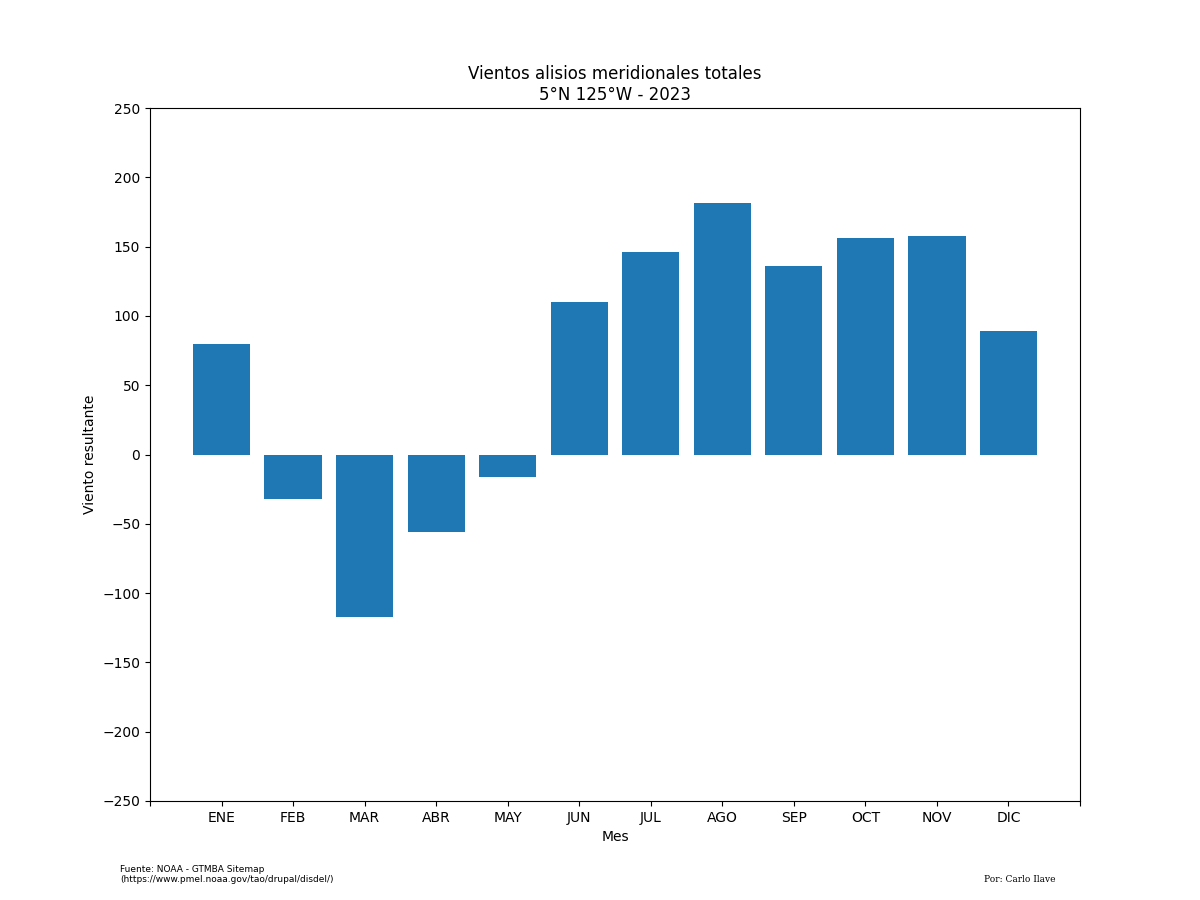 Vientos alisios meridionales totales
5°N 125°W - 2023
250
200
150
100
50
0
−50
−100
−150
−200
−250
Viento resultante
ENE FEB MAR ABR MAY JUN JUL AGO SEP OCT NOV DIC
Mes
Fuente: NOAA - GTMBA Sitemap
(https://www.pmel.noaa.gov/tao/drupal/disdel/)
Por: Carlo Ilave